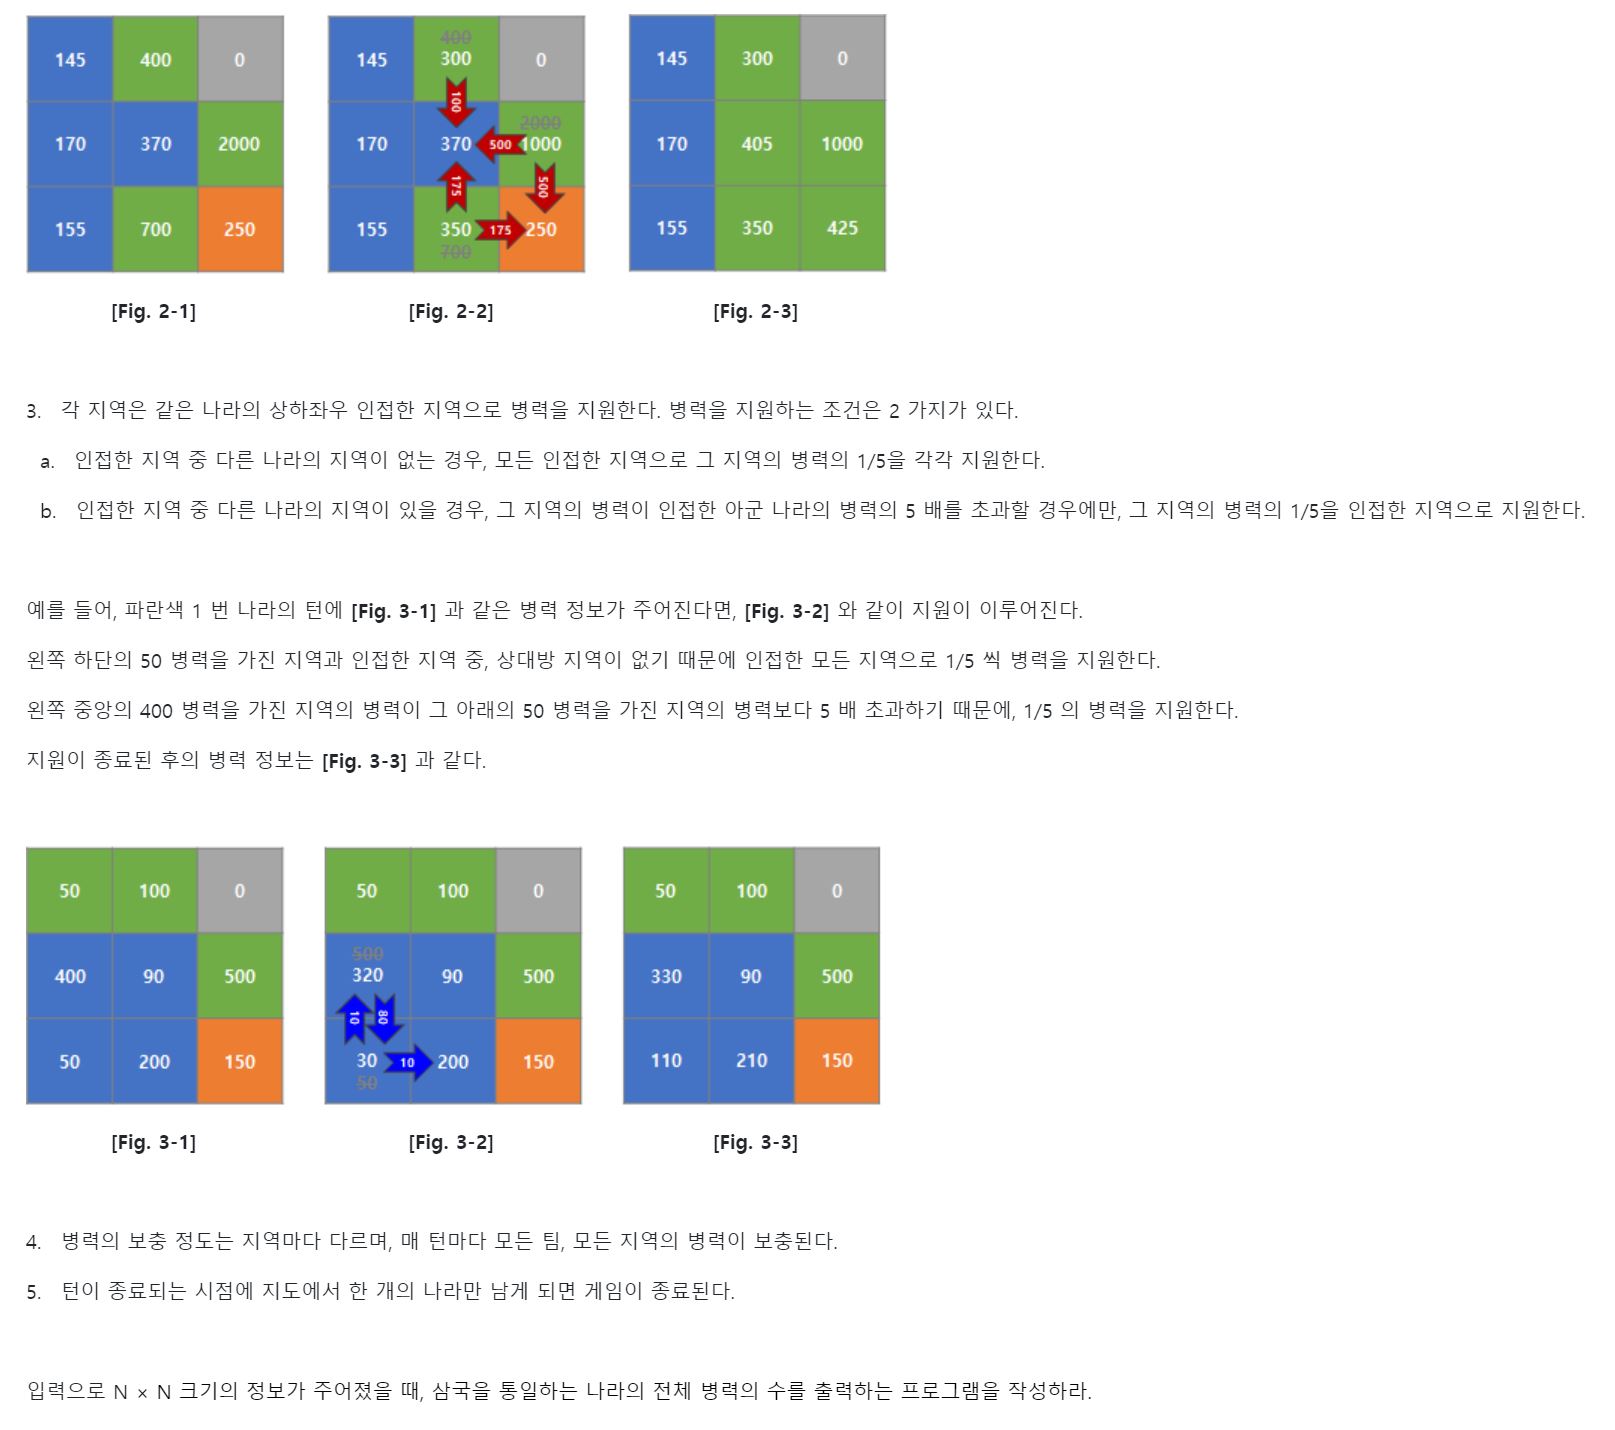 145 400 0
170 370 2000
155 700 250
[Fig. 2-1]
145 400 300 0
100
170 370 500 2000 1000
175 500
155 350 700 175 250
[Fig. 2-2]
145 300 0
170 405 1000
155 350 425
[Fig. 2-3]
3. 각 지역은 같은 나라의 상하좌우 인접한 지역으로 병력을 지원한다. 병력을 지원하는 조건은 2 가지가 있다.
a. 인접한 지역 중 다른 나라의 지역이 없는 경우, 모든 인접한 지역으로 그 지역의 병력의 1/5을 각각 지원한다.
b. 인접한 지역 중 다른 나라의 지역이 있을 경우, 그 지역의 병력이 인접한 아군 나라의 병력의 5 배를 초과할 경우에만, 그 지역의 병력의 1/5을 인접한 지역으로 지원한다.
예를 들어, 파란색 1 번 나라의 턴에 [Fig. 3-1] 과 같은 병력 정보가 주어진다면, [Fig. 3-2] 와 같이 지원이 이루어진다.
왼쪽 하단의 50 병력을 가진 지역과 인접한 지역 중, 상대방 지역이 없기 때문에 인접한 모든 지역으로 1/5 씩 병력을 지원한다.
왼쪽 중앙의 400 병력을 가진 지역의 병력이 그 아래의 50 병력을 가진 지역의 병력보다 5 배 초과하기 때문에, 1/5 의 병력을 지원한다.
지원이 종료된 후의 병력 정보는 [Fig. 3-3] 과 같다.
50 100 0
400 90 500
50 200 150
[Fig. 3-1]
50 100 0
500 320 90 500
10 80
30 50 10 200 150
[Fig. 3-2]
50 100 0
330 90 500
110 210 150
[Fig. 3-3]
4. 병력의 보충 정도는 지역마다 다르며, 매 턴마다 모든 팀, 모든 지역의 병력이 보충된다.
5. 턴이 종료되는 시점에 지도에서 한 개의 나라만 남게 되면 게임이 종료된다.
입력으로 N × N 크기의 정보가 주어졌을 때, 삼국을 통일하는 나라의 전체 병력의 수를 출력하는 프로그램을 작성하라.